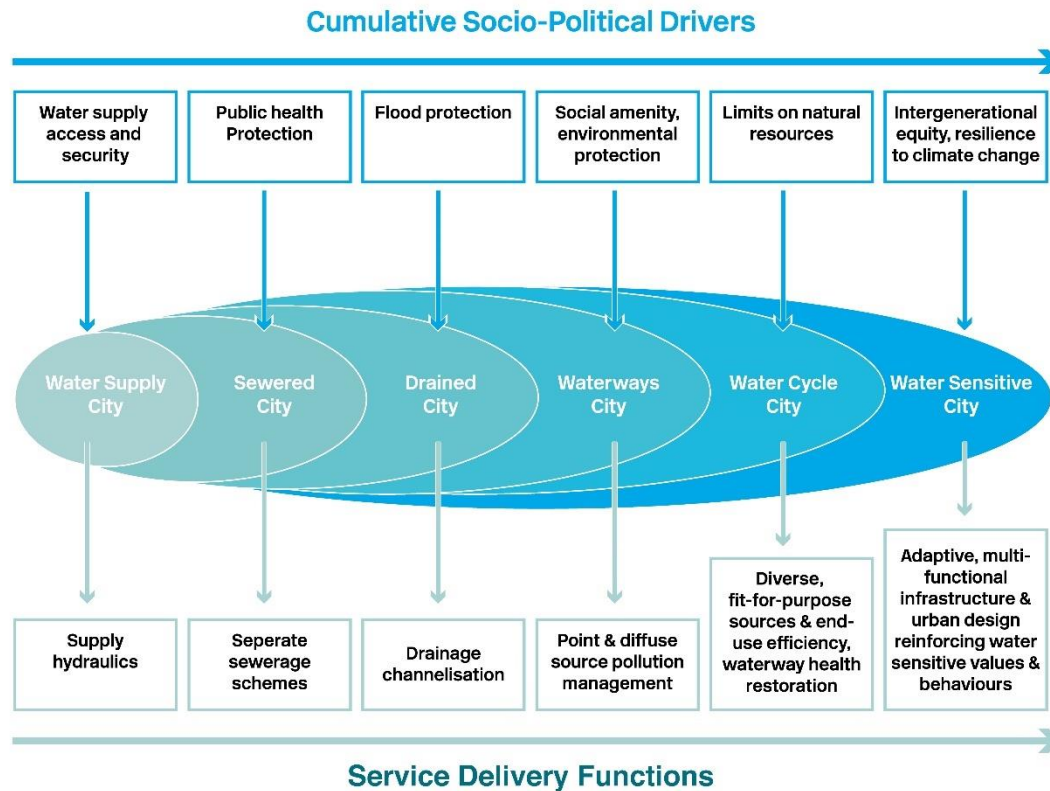 Cumulative Socio-Political Drivers
Water supply
access and
security
Public health
Protection
Flood protection
Social amenity,
environmental
protection
Limits on natural
resources
Intergenerational
equity, resilience
to climate change
Water Supply
City
Sewered
City
Drained
City
Waterways
City
Water Cycle
City
Water Sensitive
City
Supply
hydraulics
Seperate
sewerage
schemes
Drainage
channelisation
Point & diffuse
source pollution
management
Diverse,
fit-for-purpose
sources & end-
use efficiency,
waterway health
restoration
Adaptive, multi-
functional
infrastructure &
urban design
reinforcing water
sensitive values &
behaviours
Service Delivery Functions